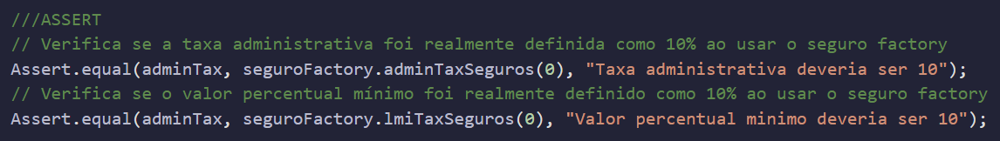 ///ASSERT
// Verifica se a taxa administrativa foi realmente definida como 10% ao usar o seguro factory
Assert.equal(adminTax, seguroFactory.adminTaxSeguros(0), "Taxa administrativa deveria ser 10");
// Verifica se o valor percentual mínimo foi realmente definido como 10% ao usar o seguro factory
Assert.equal(adminTax, seguroFactory.lmiTaxSeguros(0), "Valor percentual minimo deveria ser 10");